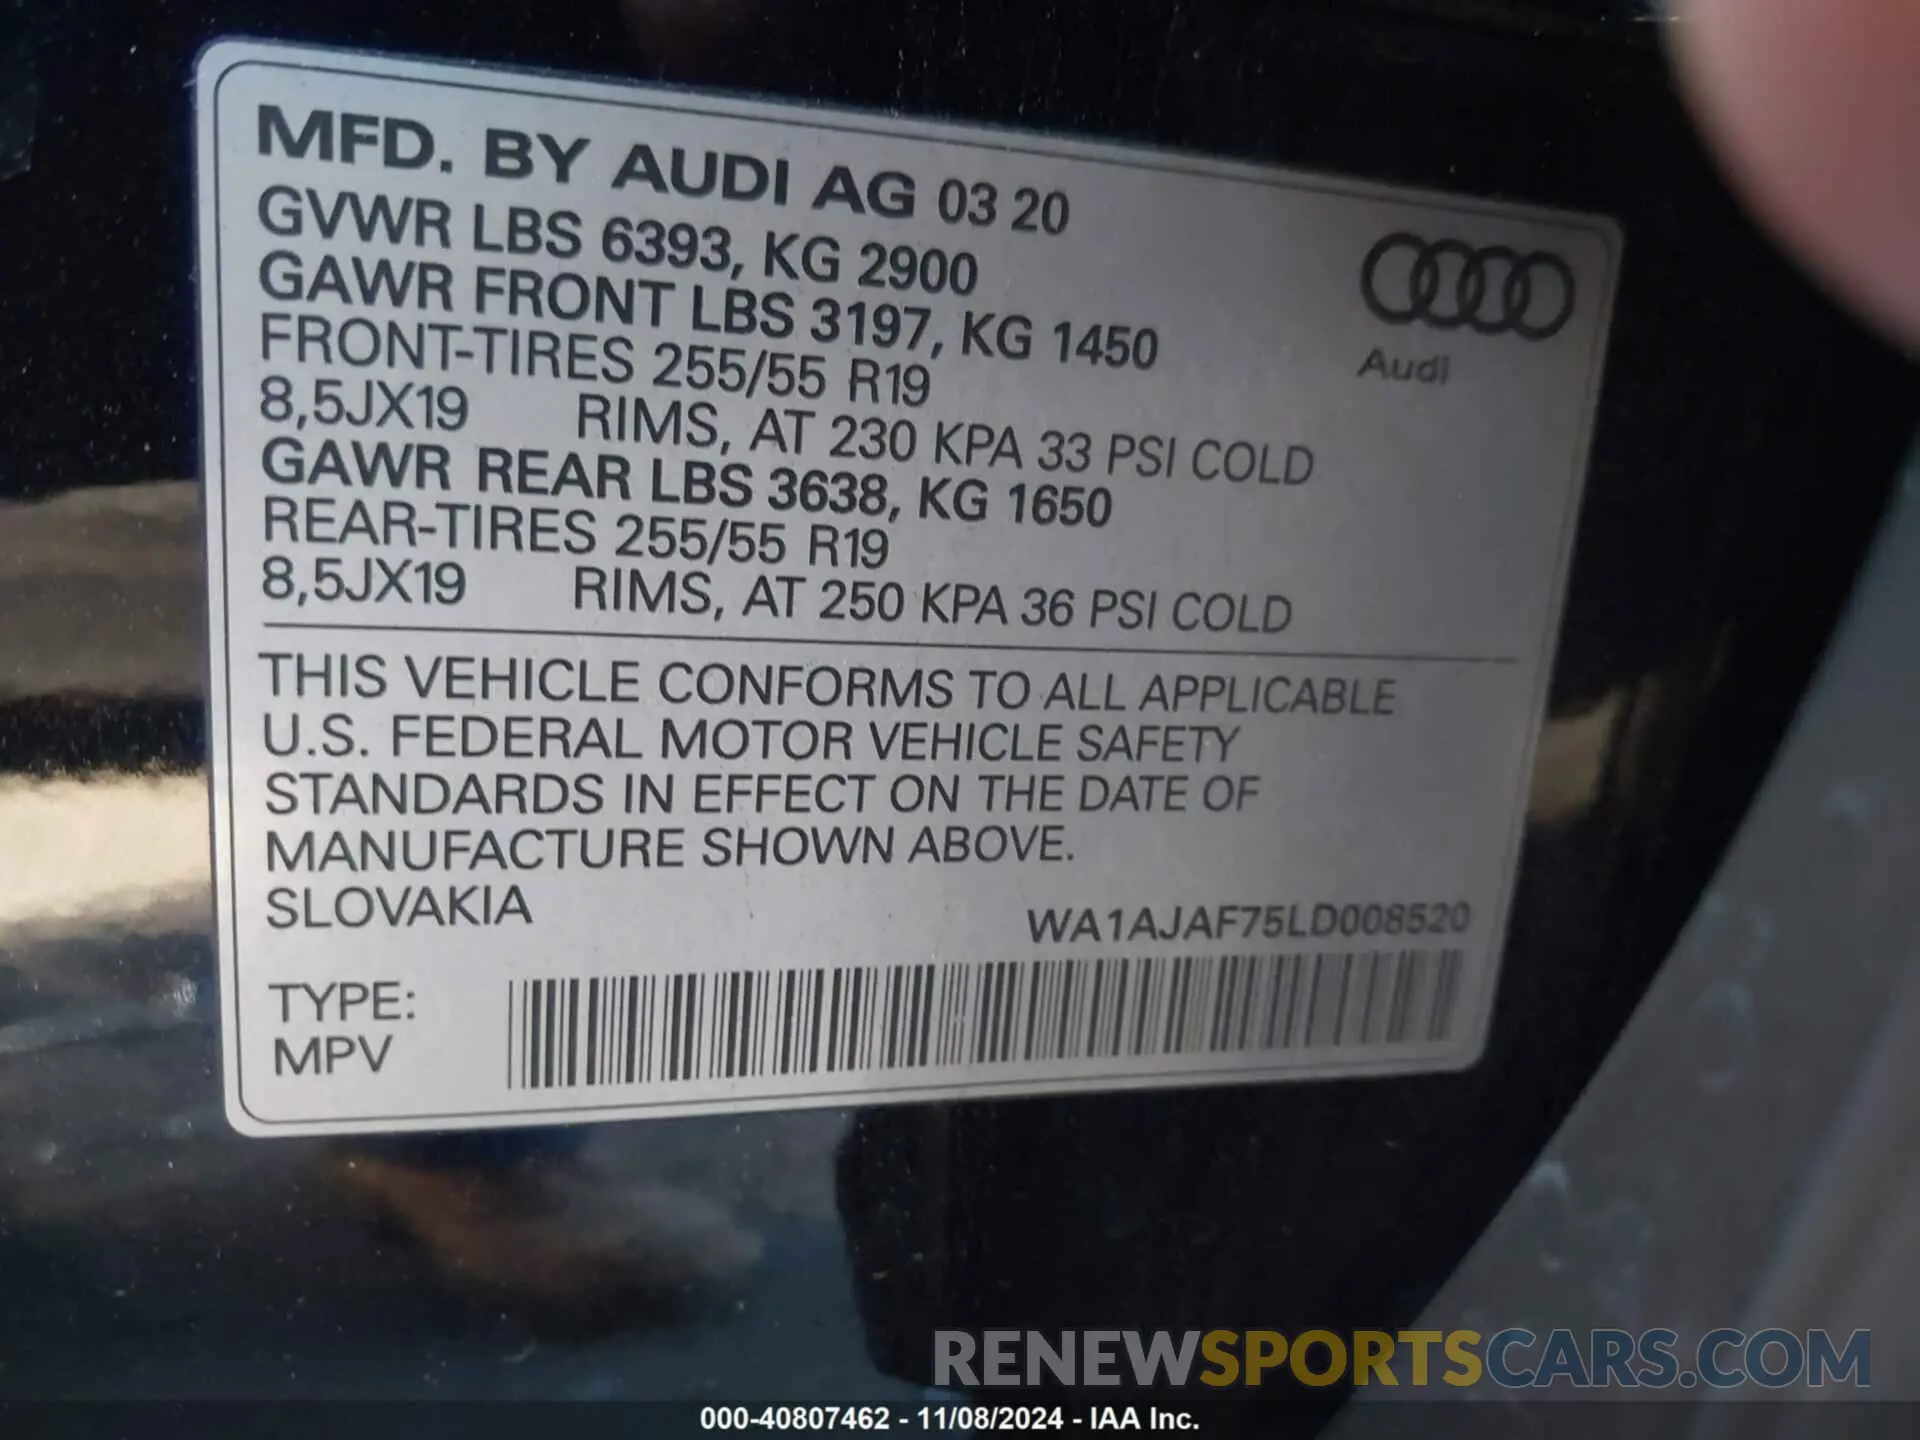 MFD. BY AUDI AG 03 20
GVWR LBS 6393, KG 2900
GAWR FRONT LBS 3197, KG 1450
FRONT-TIRES 255/55 R19
8,5JX19 RIMS, AT 230 KPA 33 PSI COLD
GAWR REAR LBS 3638, KG 1650
REAR-TIRES 255/55 R19
8,5JX19 RIMS, AT 250 KPA 36 PSI COLD
Audi
THIS VEHICLE CONFORMS TO ALL APPLICABLE
U.S. FEDERAL MOTOR VEHICLE SAFETY
STANDARDS IN EFFECT ON THE DATE OF
MANUFACTURE SHOWN ABOVE.
SLOVAKIA
WA1AJAF75LD008520
TYPE:
MPV
RENEWSPORTSCARS.COM
000-40807462 - 11/08/2024 - IAA Inc.